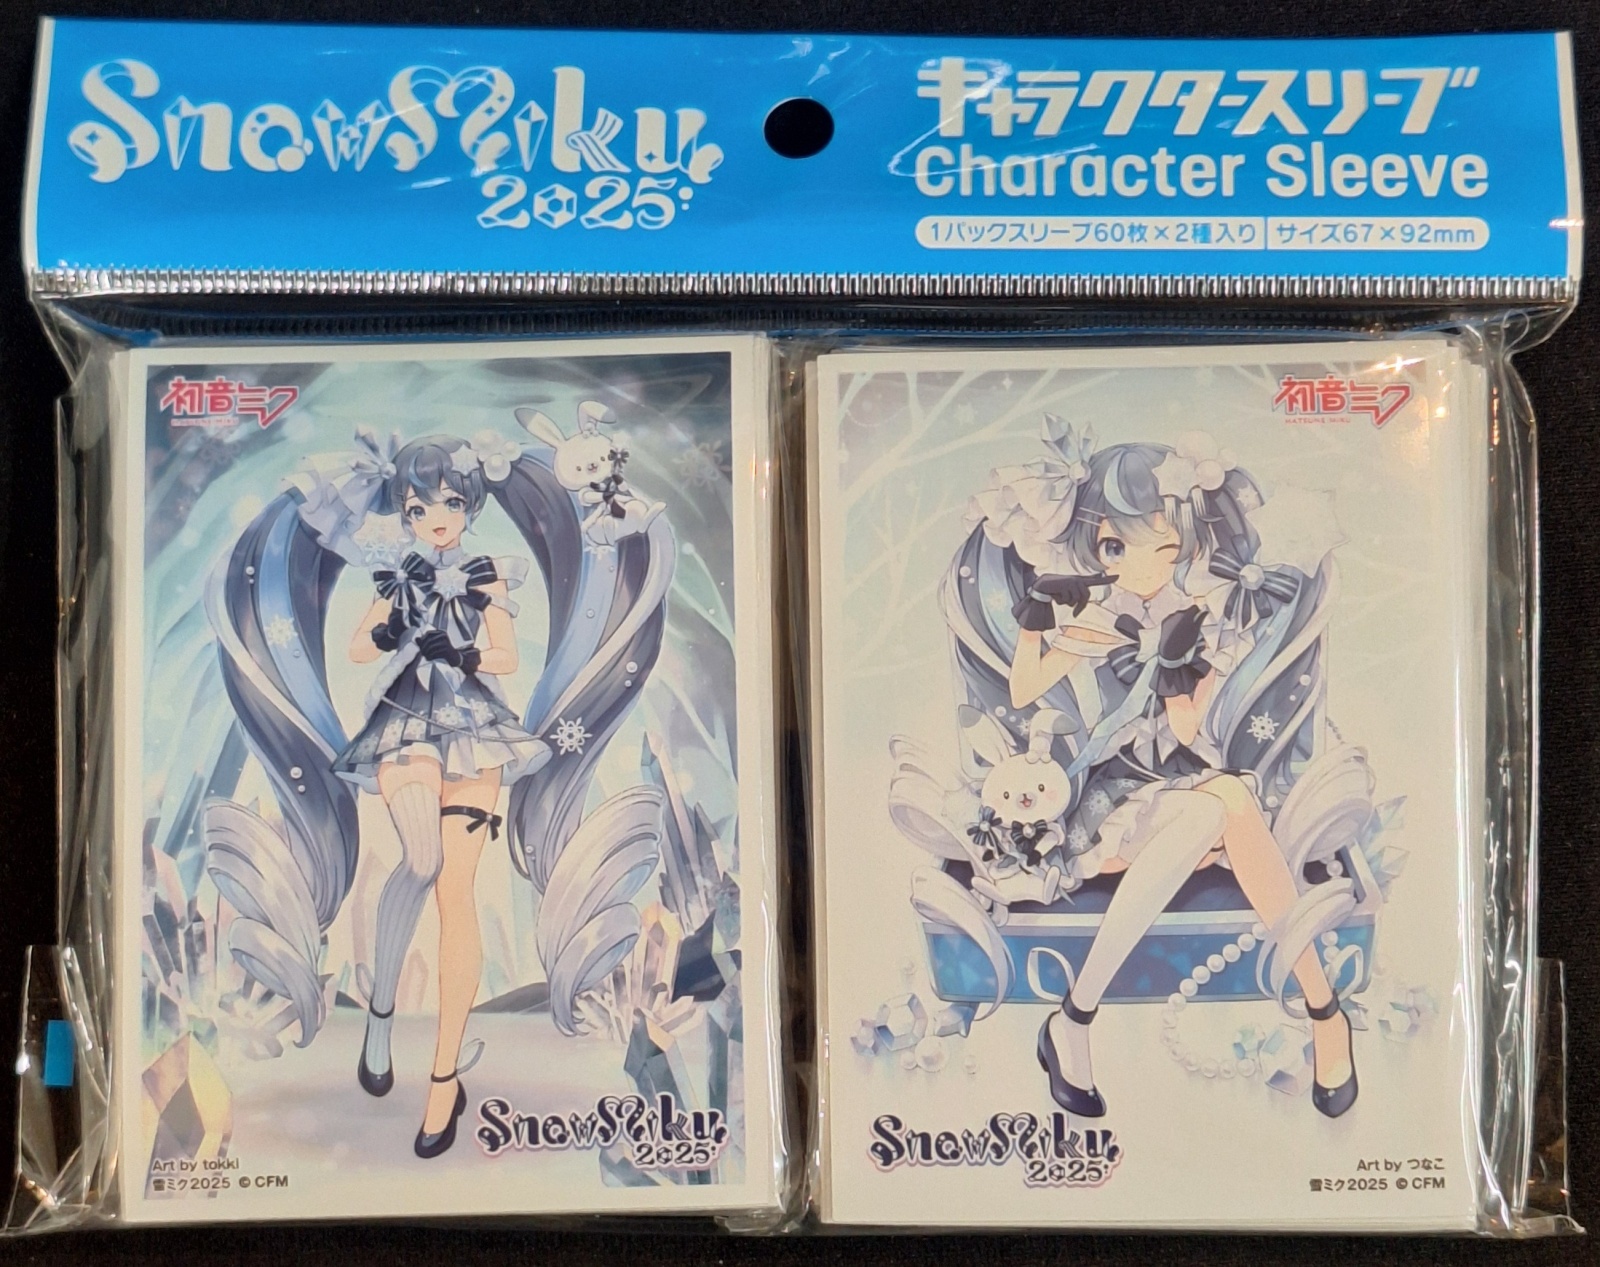 SnowMiku
2025
キャラクタースリーブ
Character Sleeve
1パックスリーブ60枚×2種入り
サイズ67×92mm
初音ミク
HATSUNE MIKU
SnowMiku
2025
Art by tokki
雪ミク2025 © CFM
初音ミク
HATSUNE MIKU
SnowMiku
2025
Art by つなこ
雪ミク2025 © CFM